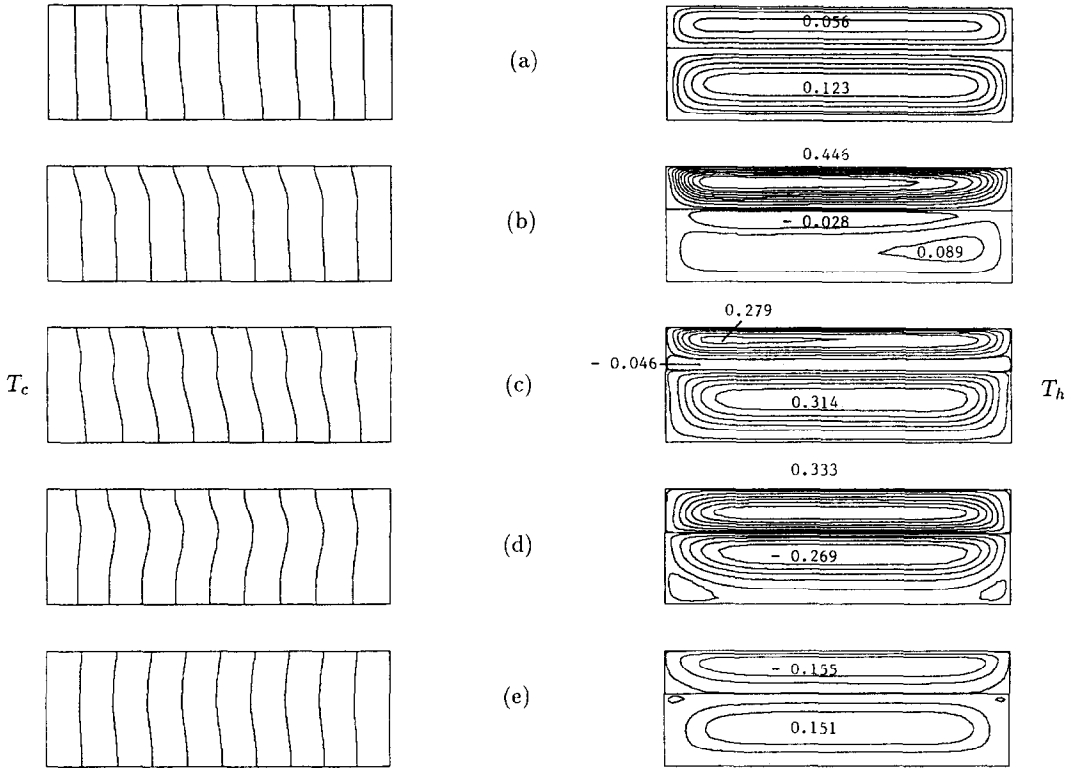 0.056
(a)
0.123
0.446
(b)
- 0.028
0.089
0.279
- 0.046
T_c
(c)
T_h
0.314
0.333
(d)
- 0.269
- 0.155
(e)
0.151